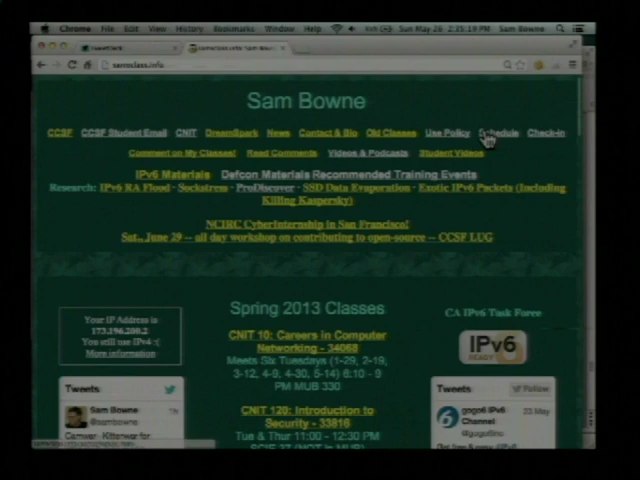 Chrome File Edit View History Bookmarks Window Help Sun May 26 2:35:19 PM Sam Bowne
samsclass.info
Sam Bowne
CCSF CCSF Student Email CNIT DreamSpark News Contact & Bio Old Classes Use Policy Schedule Check-in
Comment on My Classes! Read Comments Videos & Podcasts Student Videos
IPv6 Materials Defcon Materials Recommended Training Events
Research: IPv6 RA Flood - Sockstress - ProDiscover - SSD Data Evaporation - Exotic IPv6 Packets (Including
Killing Kaspersky)
NCIRC CyberInternship in San Francisco!
Sat., June 29 -- all day workshop on contributing to open-source -- CCSF LUG
Your IP Address is
173.196.200.2
You still use IPv4 :(
More information
Spring 2013 Classes
CNIT 10: Careers in Computer
Networking - 34068
Meets Six Tuesdays (1-29, 2-19,
3-12, 4-9, 4-30, 5-14) 6:10 - 9
PM MUB 330
CNIT 120: Introduction to
Security - 33816
Tue & Thur 11:00 - 12:30 PM
CA IPv6 Task Force
IPv6
READY
Tweets
Sam Bowne 1h
@sambowne
Tweets Follow
gogo6 IPv6 23 May
Channel